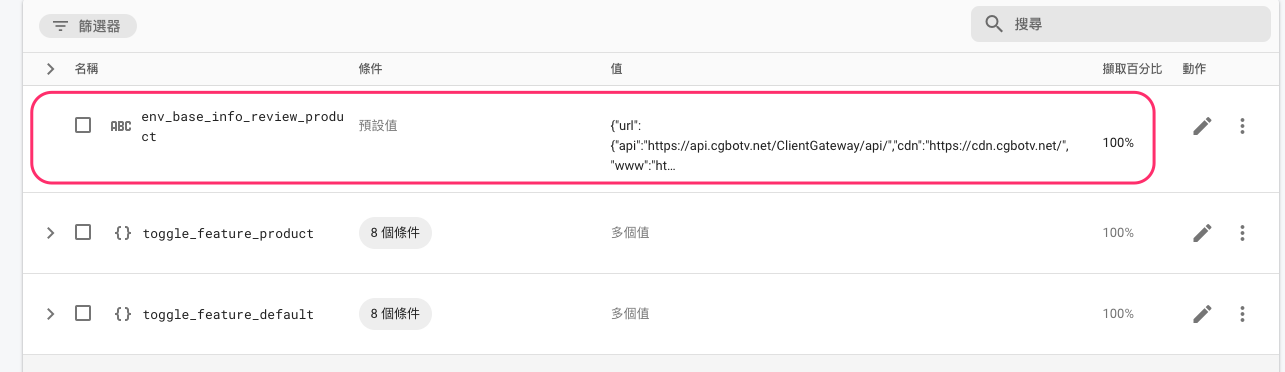 篩選器
搜尋
名稱 條件 值 擷取百分比 動作
ABC env_base_info_review_produ
ct
預設值
{"url":
{"api":"https://api.cgbotv.net/ClientGateway/api/","cdn":"https://cdn.cgbotv.net/",
"www":"ht...
100%
{} toggle_feature_product 8 個條件 多個值 100%
{} toggle_feature_default 8 個條件 多個值 100%